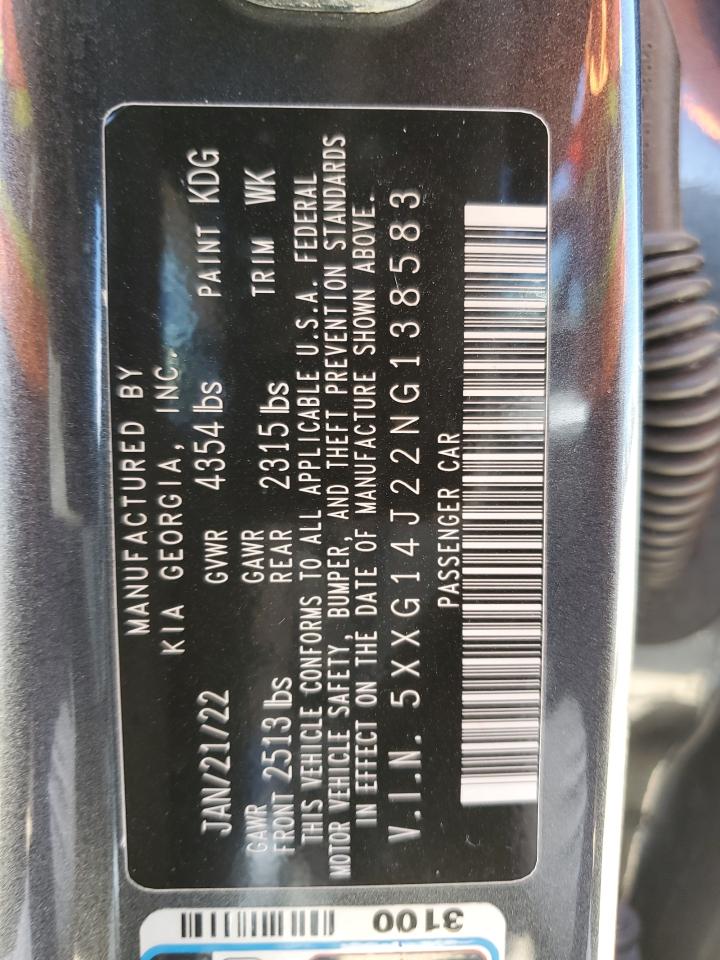 MANUFACTURED BY
KIA GEORGIA, INC.
JAN/21/22 GVWR 4354 lbs PAINT KDG
GAWR GAWR
FRONT 2513 lbs REAR 2315 lbs TRIM WK
THIS VEHICLE CONFORMS TO ALL APPLICABLE U.S.A. FEDERAL
MOTOR VEHICLE SAFETY, BUMPER, AND THEFT PREVENTION STANDARDS
IN EFFECT ON THE DATE OF MANUFACTURE SHOWN ABOVE.
V.I.N. 5XXG14J22NG138583
PASSENGER CAR
3100